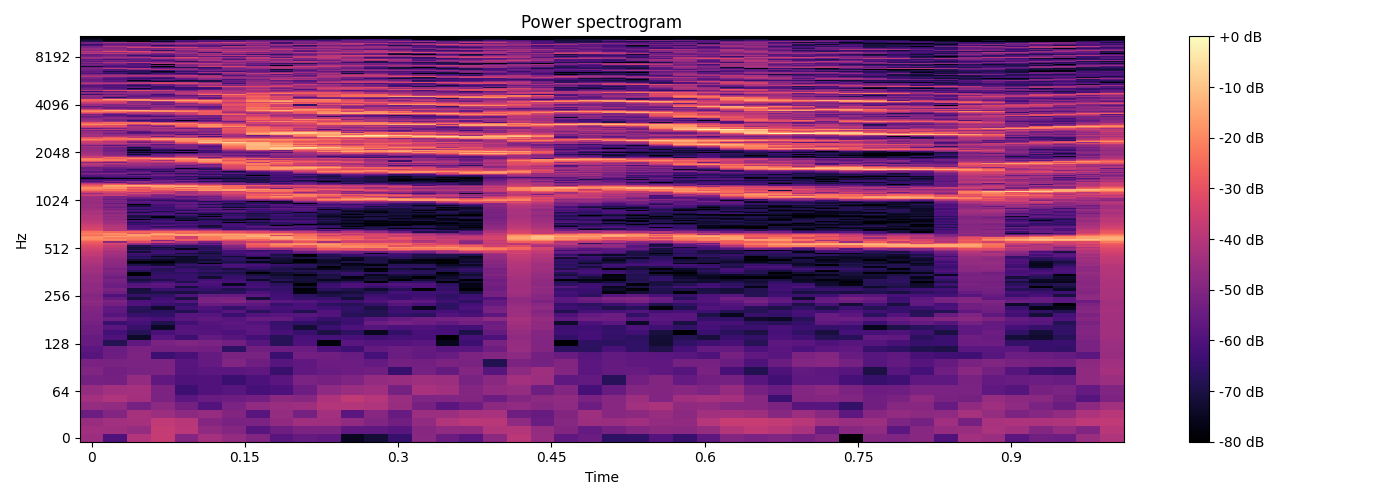 Power spectrogram
Hz
8192
4096
2048
1024
512
256
128
64
0
0 0.15 0.3 0.45 0.6 0.75 0.9
Time
+0 dB
-10 dB
-20 dB
-30 dB
-40 dB
-50 dB
-60 dB
-70 dB
-80 dB